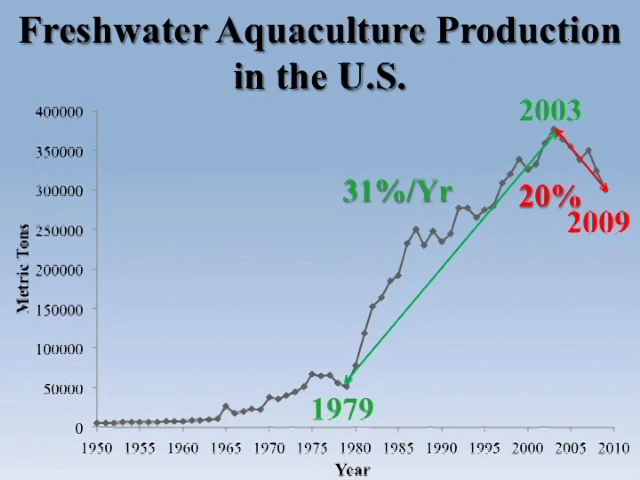 Freshwater Aquaculture Production
in the U.S.
400000
350000
300000
250000
200000
150000
100000
50000
0
Metric Tons
1950 1955 1960 1965 1970 1975 1980 1985 1990 1995 2000 2005 2010
Year
2003
31%/Yr
20%
2009
1979